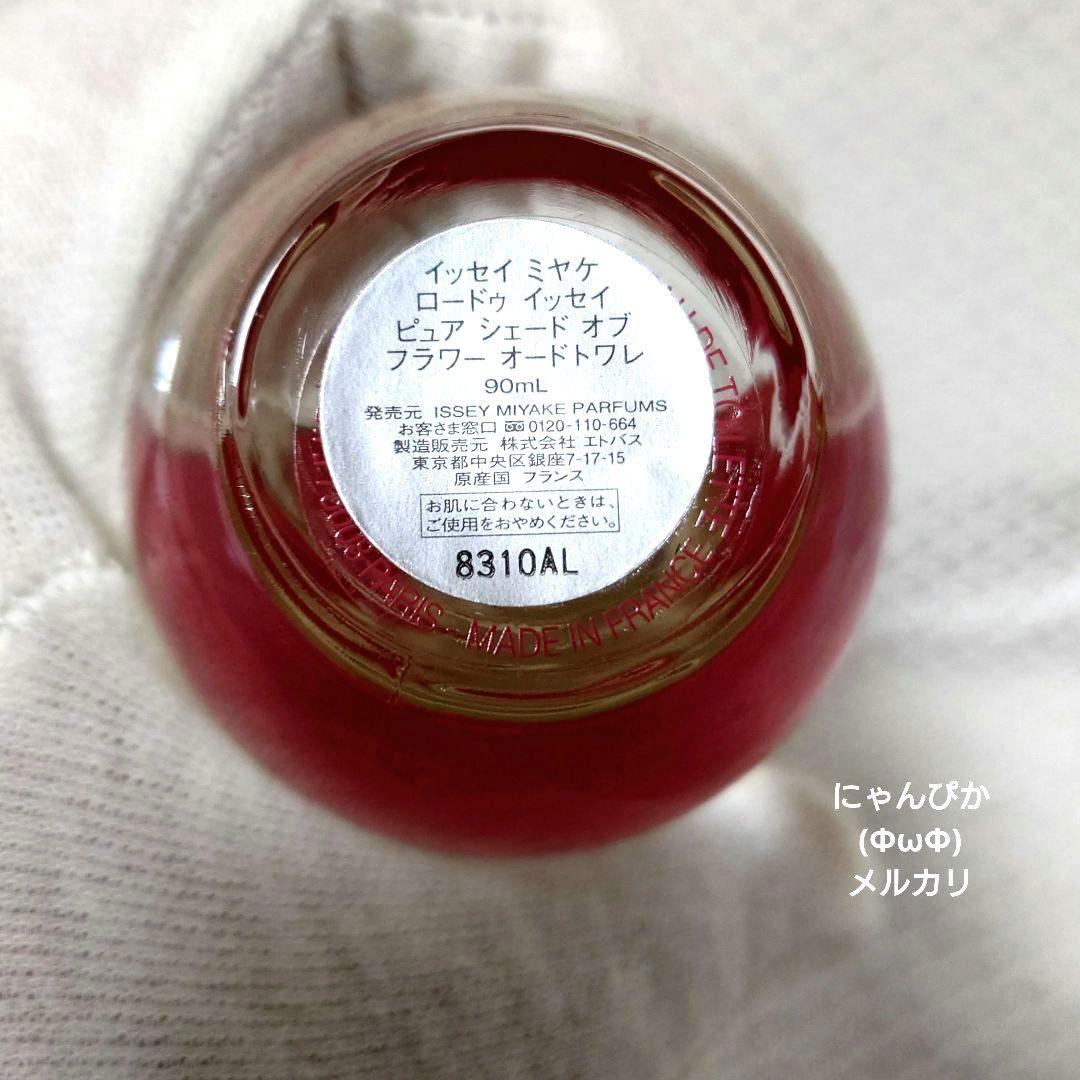 イッセイ ミヤケ
ロードゥ イッセイ
ピュア シェード オブ
フラワー オードトワレ
90mL
発売元 ISSEY MIYAKE PARFUMS
お客さま窓口 0120-110-664
製造販売元 株式会社 エトバス
東京都中央区銀座7-17-15
原産国 フランス
お肌に合わないときは、
ご使用をおやめください。
8310AL
PARIS - MADE IN FRANCE
DE TOILETTE
にゃんぴか
(ΦωΦ)
メルカリ